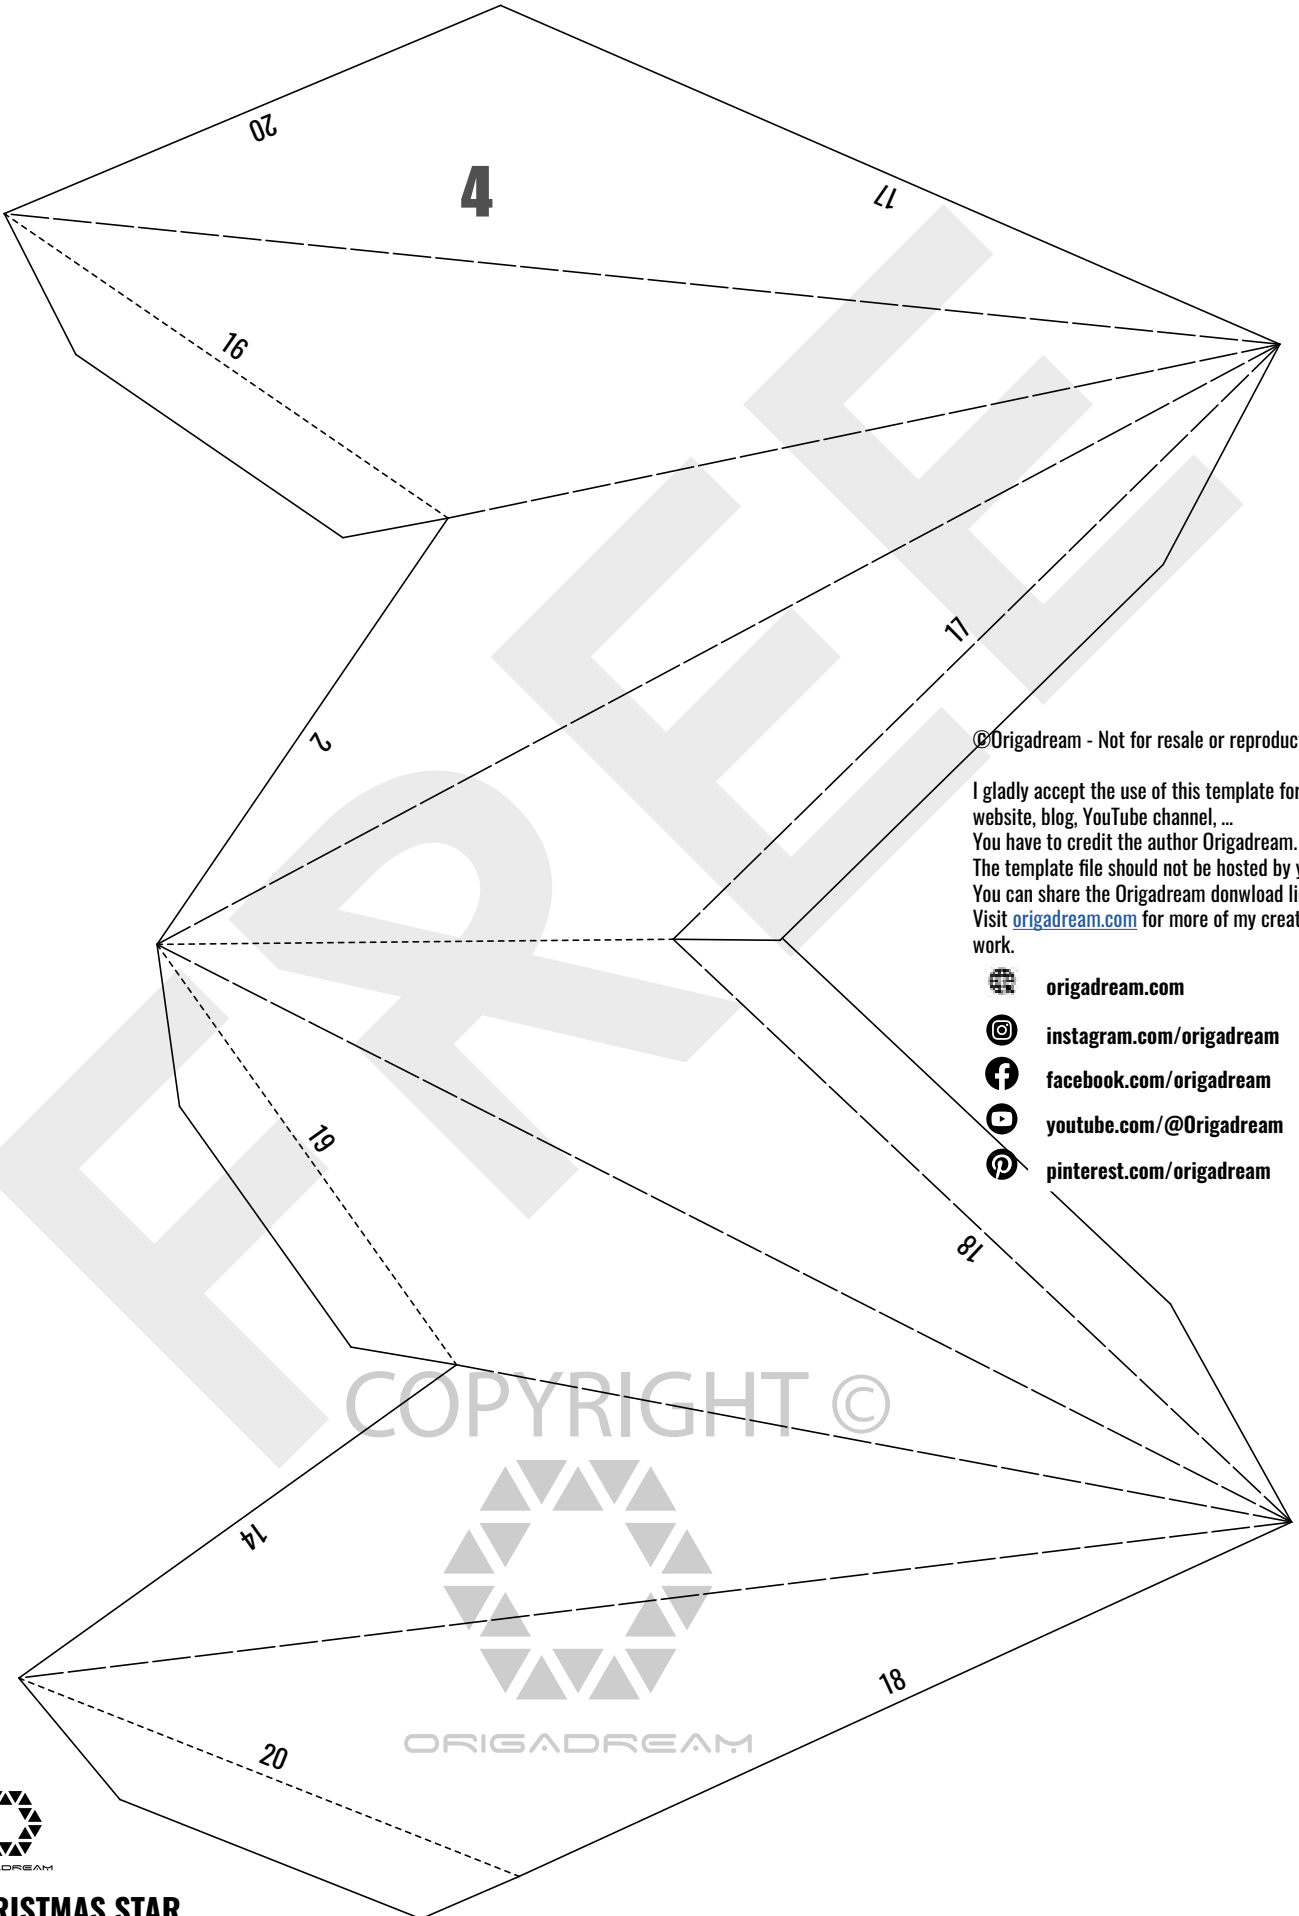 20
4
17
16
17
2
©Origadream - Not for resale or reproduc
I gladly accept the use of this template for
website, blog, YouTube channel, ...
You have to credit the author Origadream.
The template file should not be hosted by y
You can share the Origadream donwload li
Visit origadream.com for more of my creat
work.
origadream.com
instagram.com/origadream
facebook.com/origadream
youtube.com/@Origadream
pinterest.com/origadream
19
18
FREE
COPYRIGHT ©
14
ORIGADREAM
18
20
ADREAM
RISTMAS STAR